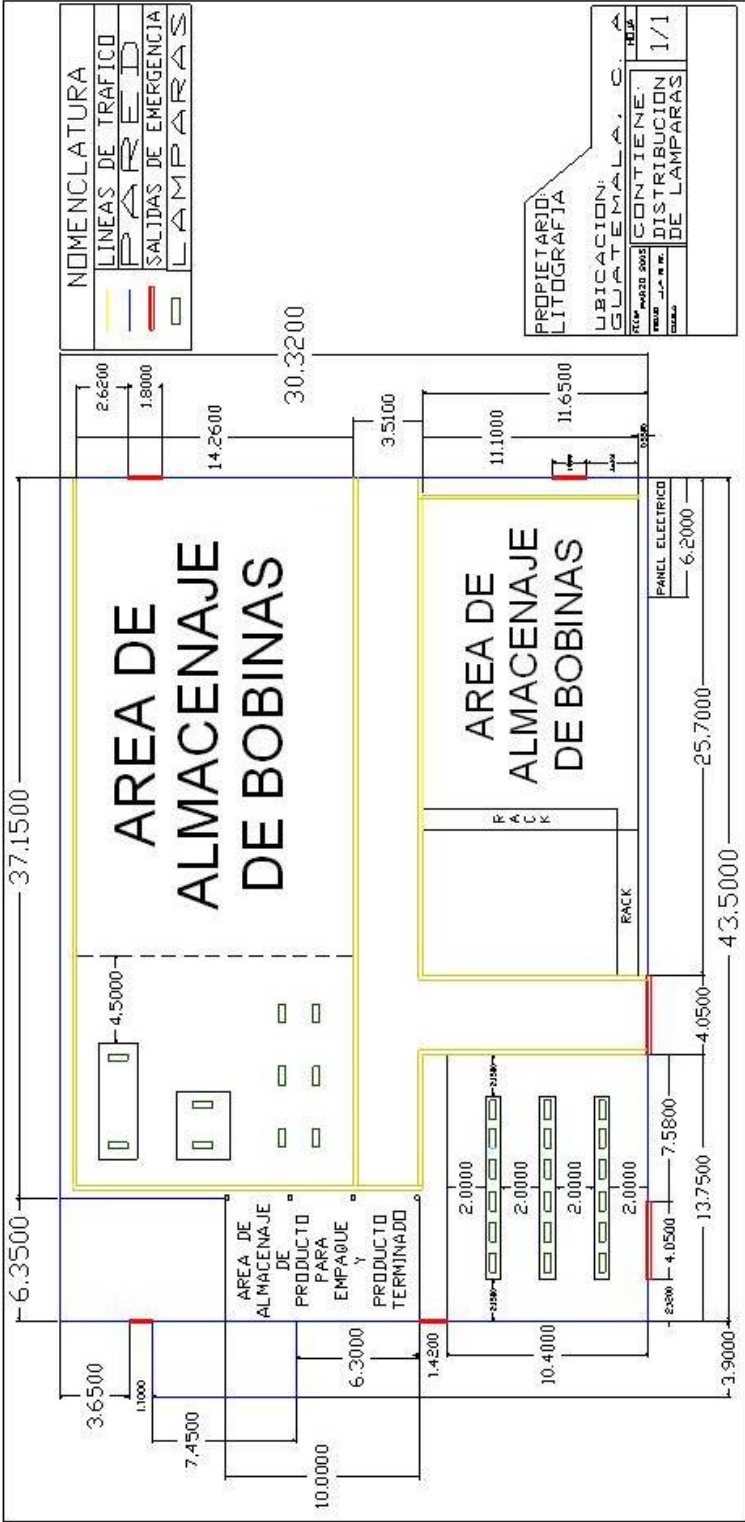 NOMENCLATURA
LINEAS DE TRAFICO
PARED
SALIDAS DE EMERGENCIA
LAMPARAS
PROPIETARIO:
LITOGRAFIA
UBICACION:
GUATEMALA, C. A
CONTIENE:
DISTRIBUCION
DE LAMPARAS
HOJA
1/1
MARZO 2005
37.1500
6.3500
3.6500
1.1000
7.4500
10.0000
6.3000
1.4200
10.4000
3.9000
2.6200
1.8000
14.2600
30.3200
3.5100
11.1000
11.6500
AREA DE
ALMACENAJE
DE BOBINAS
4.5000
AREA DE
ALMACENAJE
DE
PRODUCTO
PARA
EMPAQUE
Y
PRODUCTO
TERMINADO
AREA DE
ALMACENAJE
DE BOBINAS
RACK
RACK
PANEL ELECTRICO
6.2000
2.0000
2.0000
2.0000
2.0000
4.0500
7.5800
13.7500
4.0500
25.7000
43.5000